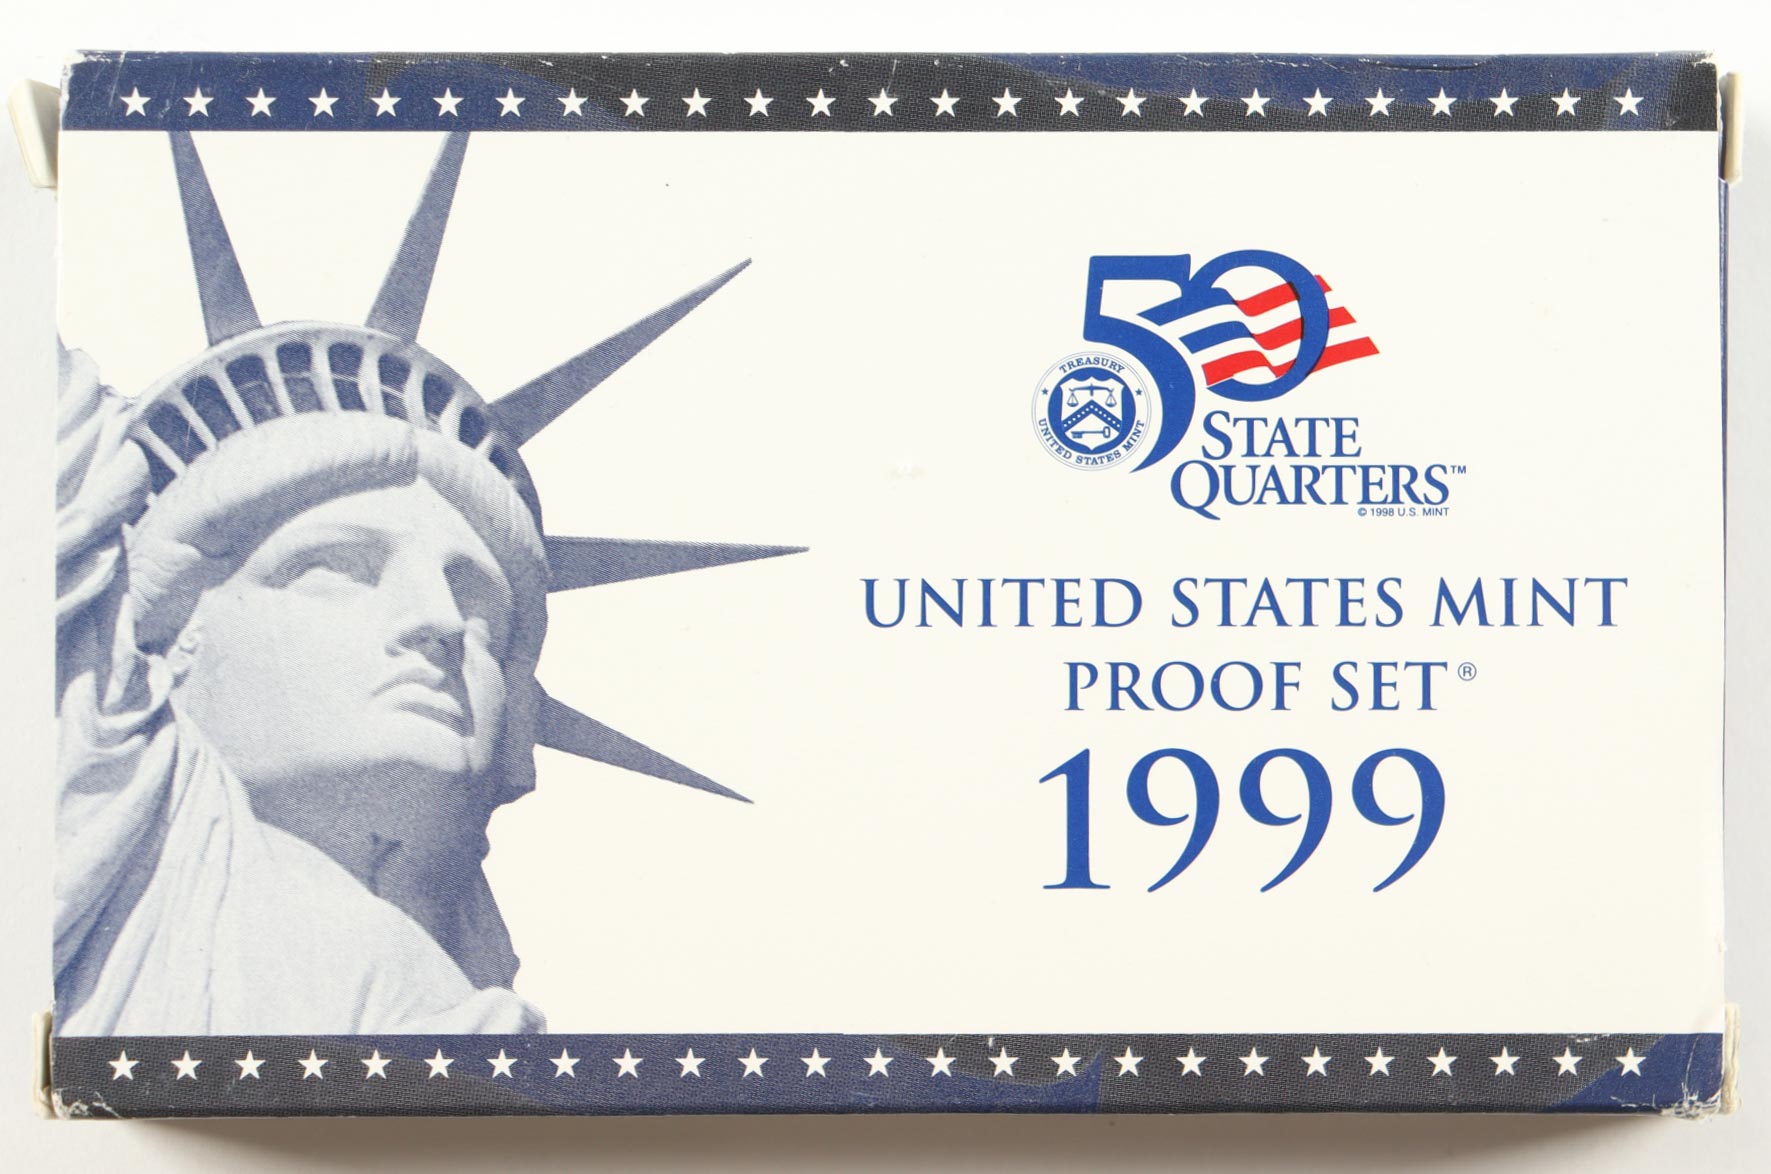 50
TREASURY
UNITED STATES MINT
STATE
QUARTERS™
© 1998 U.S. MINT
UNITED STATES MINT
PROOF SET®
1999